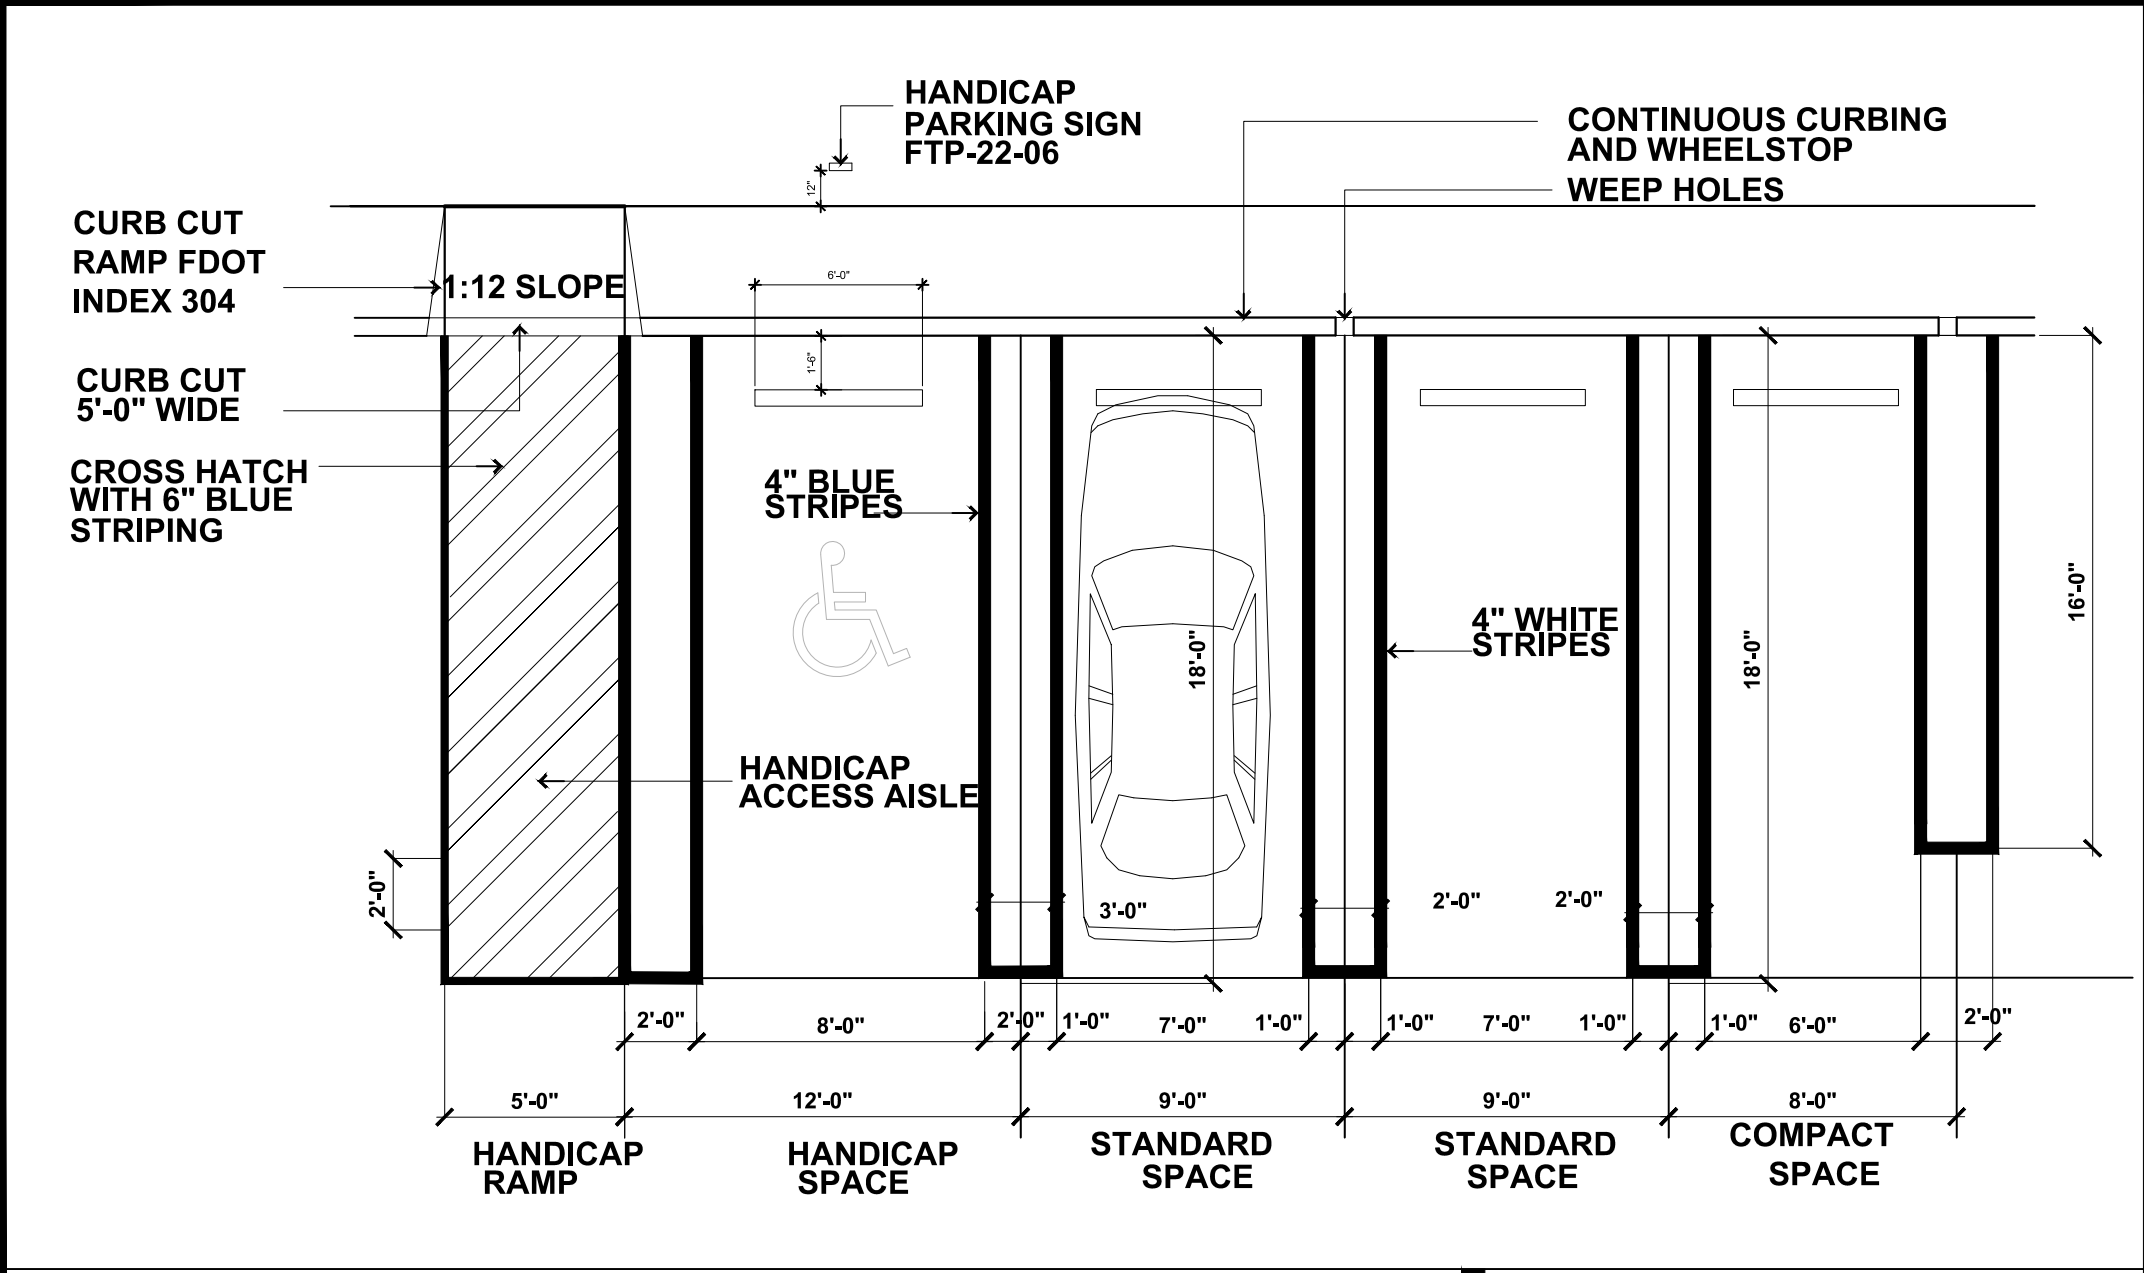 HANDICAP
PARKING SIGN
FTP-22-06
CONTINUOUS CURBING
AND WHEELSTOP
WEEP HOLES
12"
CURB CUT
RAMP FDOT
INDEX 304
1:12 SLOPE
6'-0"
1'-6"
CURB CUT
5'-0" WIDE
CROSS HATCH
WITH 6" BLUE
STRIPING
4" BLUE
STRIPES
4" WHITE
STRIPES
18'-0"
18'-0"
16'-0"
HANDICAP
ACCESS AISLE
2'-0"
3'-0"
2'-0"
2'-0"
2'-0"
8'-0"
2'-0"
1'-0"
7'-0"
1'-0"
1'-0"
7'-0"
1'-0"
1'-0"
6'-0"
2'-0"
5'-0"
12'-0"
9'-0"
9'-0"
8'-0"
HANDICAP
RAMP
HANDICAP
SPACE
STANDARD
SPACE
STANDARD
SPACE
COMPACT
SPACE